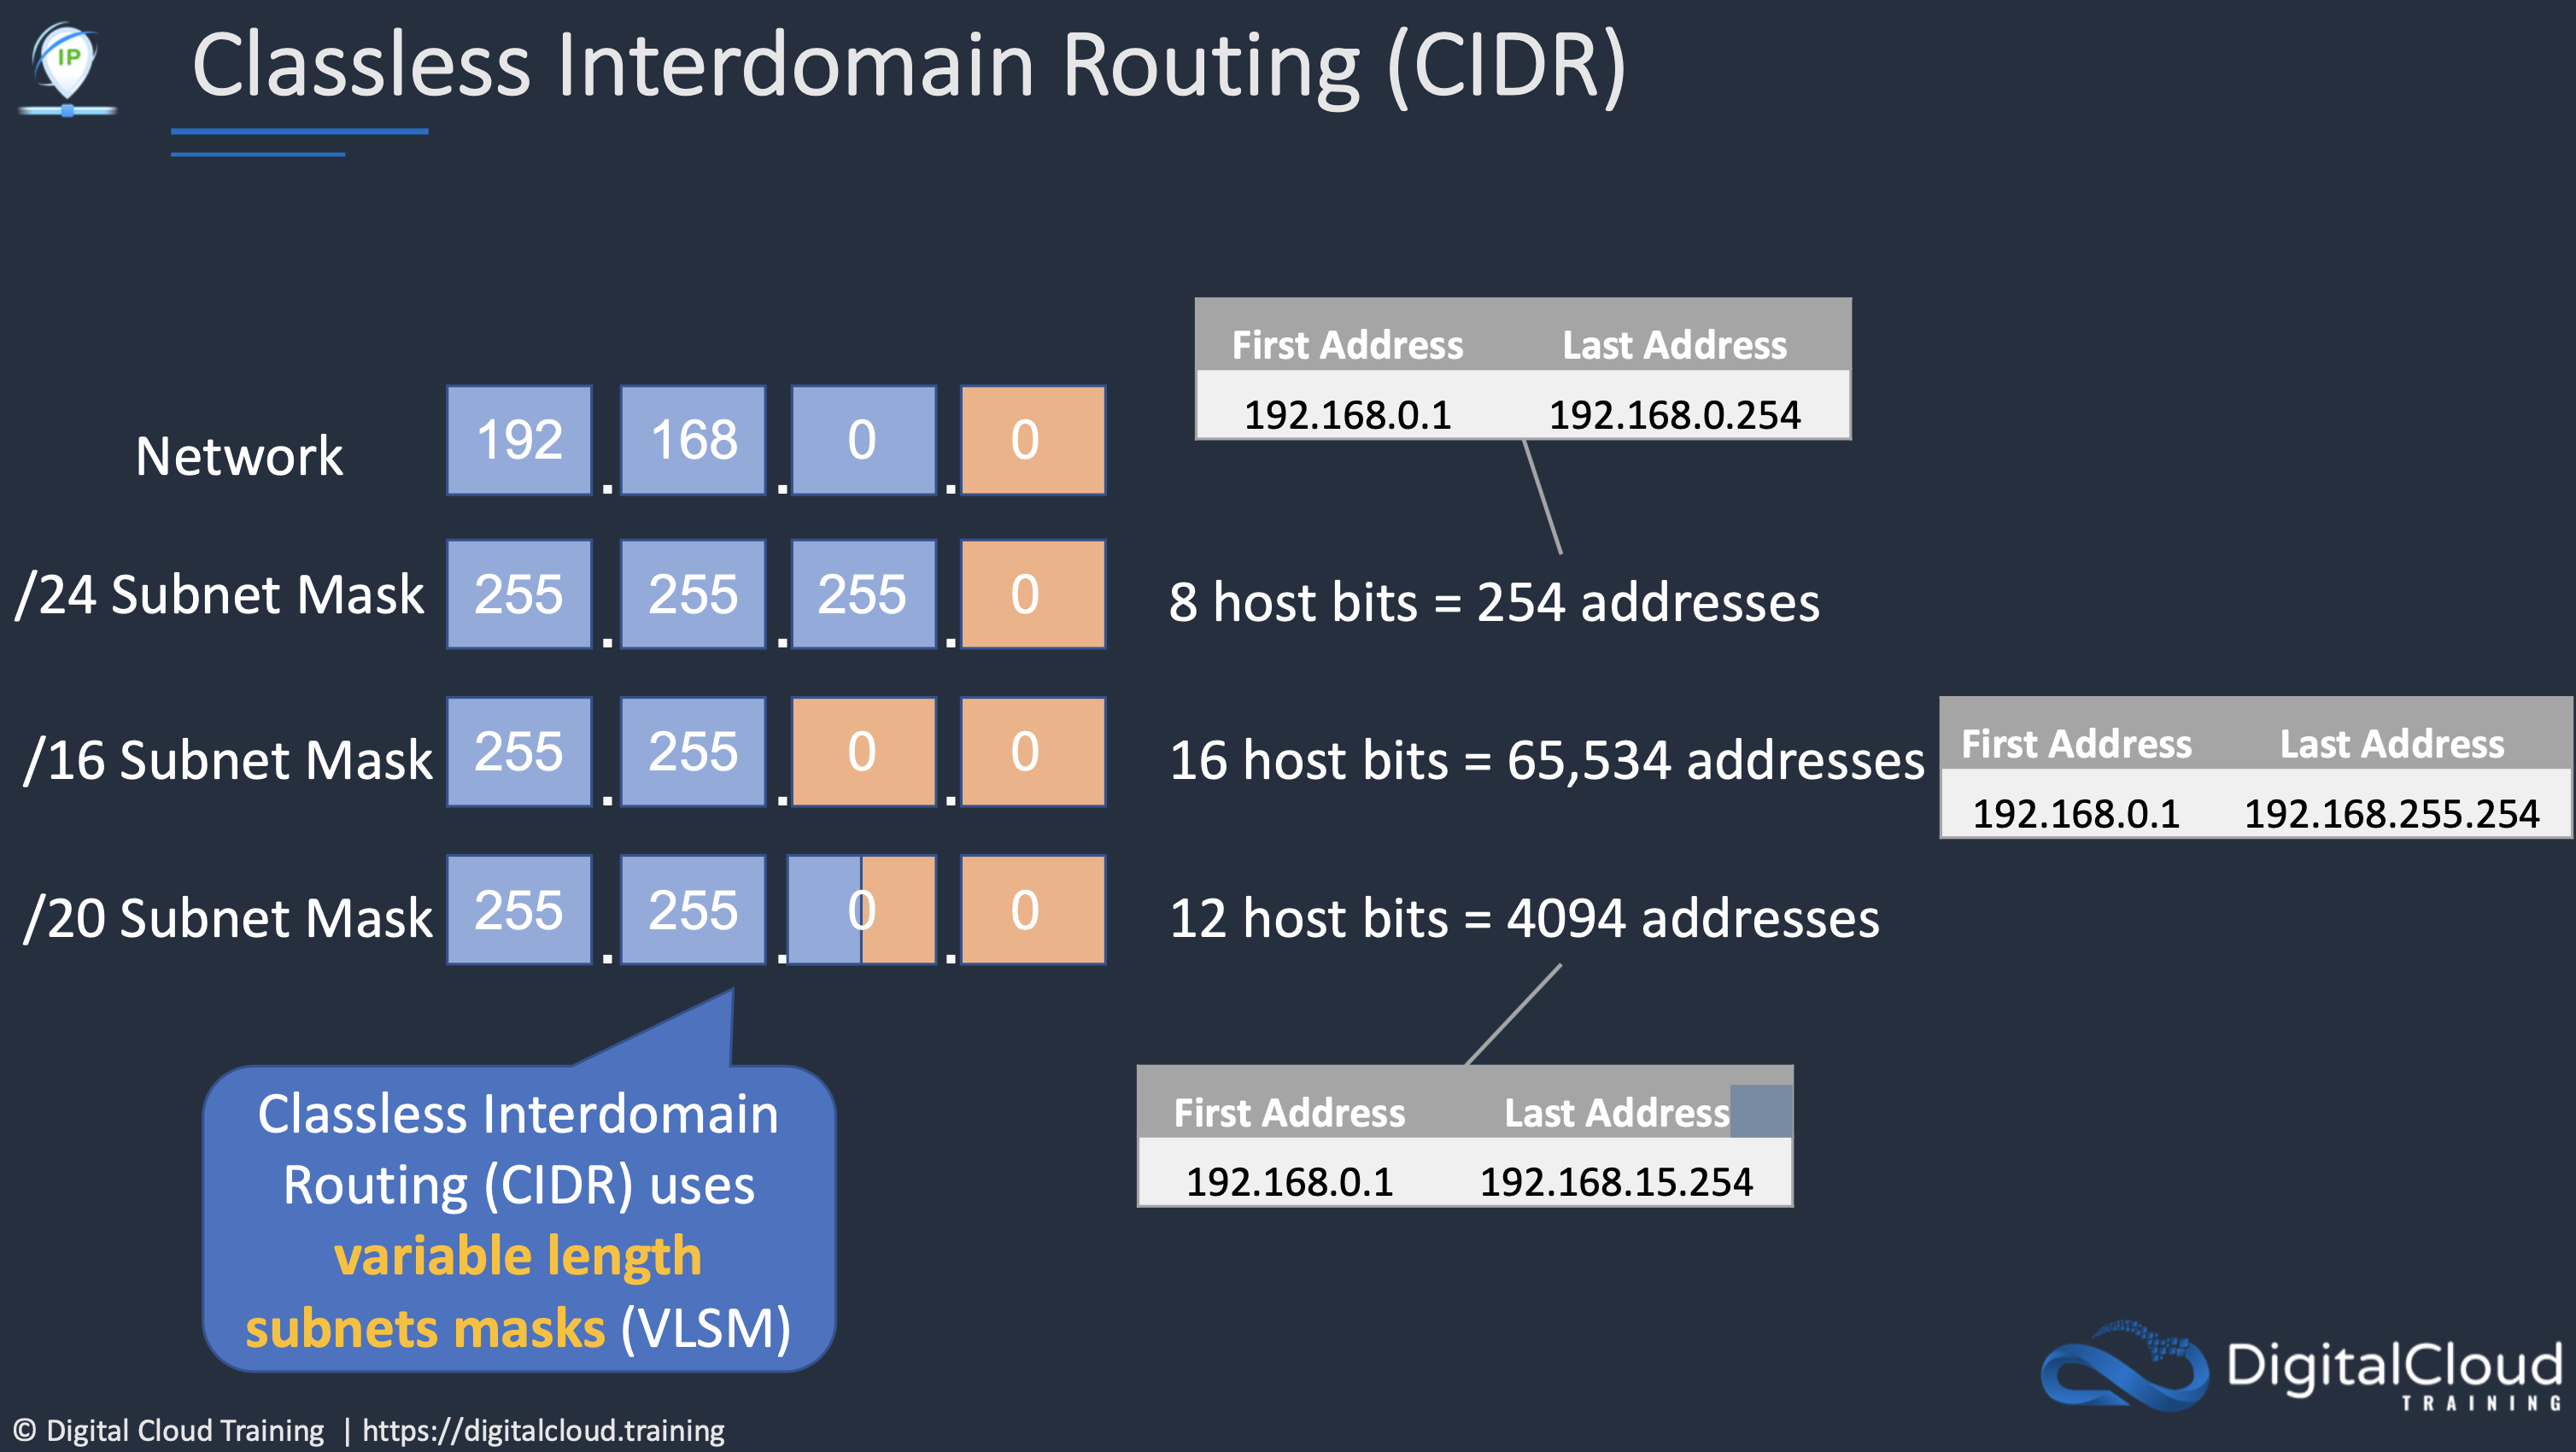 IP
Classless Interdomain Routing (CIDR)
First Address Last Address
192.168.0.1 192.168.0.254
Network 192 . 168 . 0 . 0
/24 Subnet Mask 255 . 255 . 255 . 0 8 host bits = 254 addresses
/16 Subnet Mask 255 . 255 . 0 . 0 16 host bits = 65,534 addresses
First Address Last Address
192.168.0.1 192.168.255.254
/20 Subnet Mask 255 . 255 . 0 . 0 12 host bits = 4094 addresses
First Address Last Address
192.168.0.1 192.168.15.254
Classless Interdomain
Routing (CIDR) uses
variable length
subnets masks (VLSM)
DigitalCloud
TRAINING
© Digital Cloud Training | https://digitalcloud.training